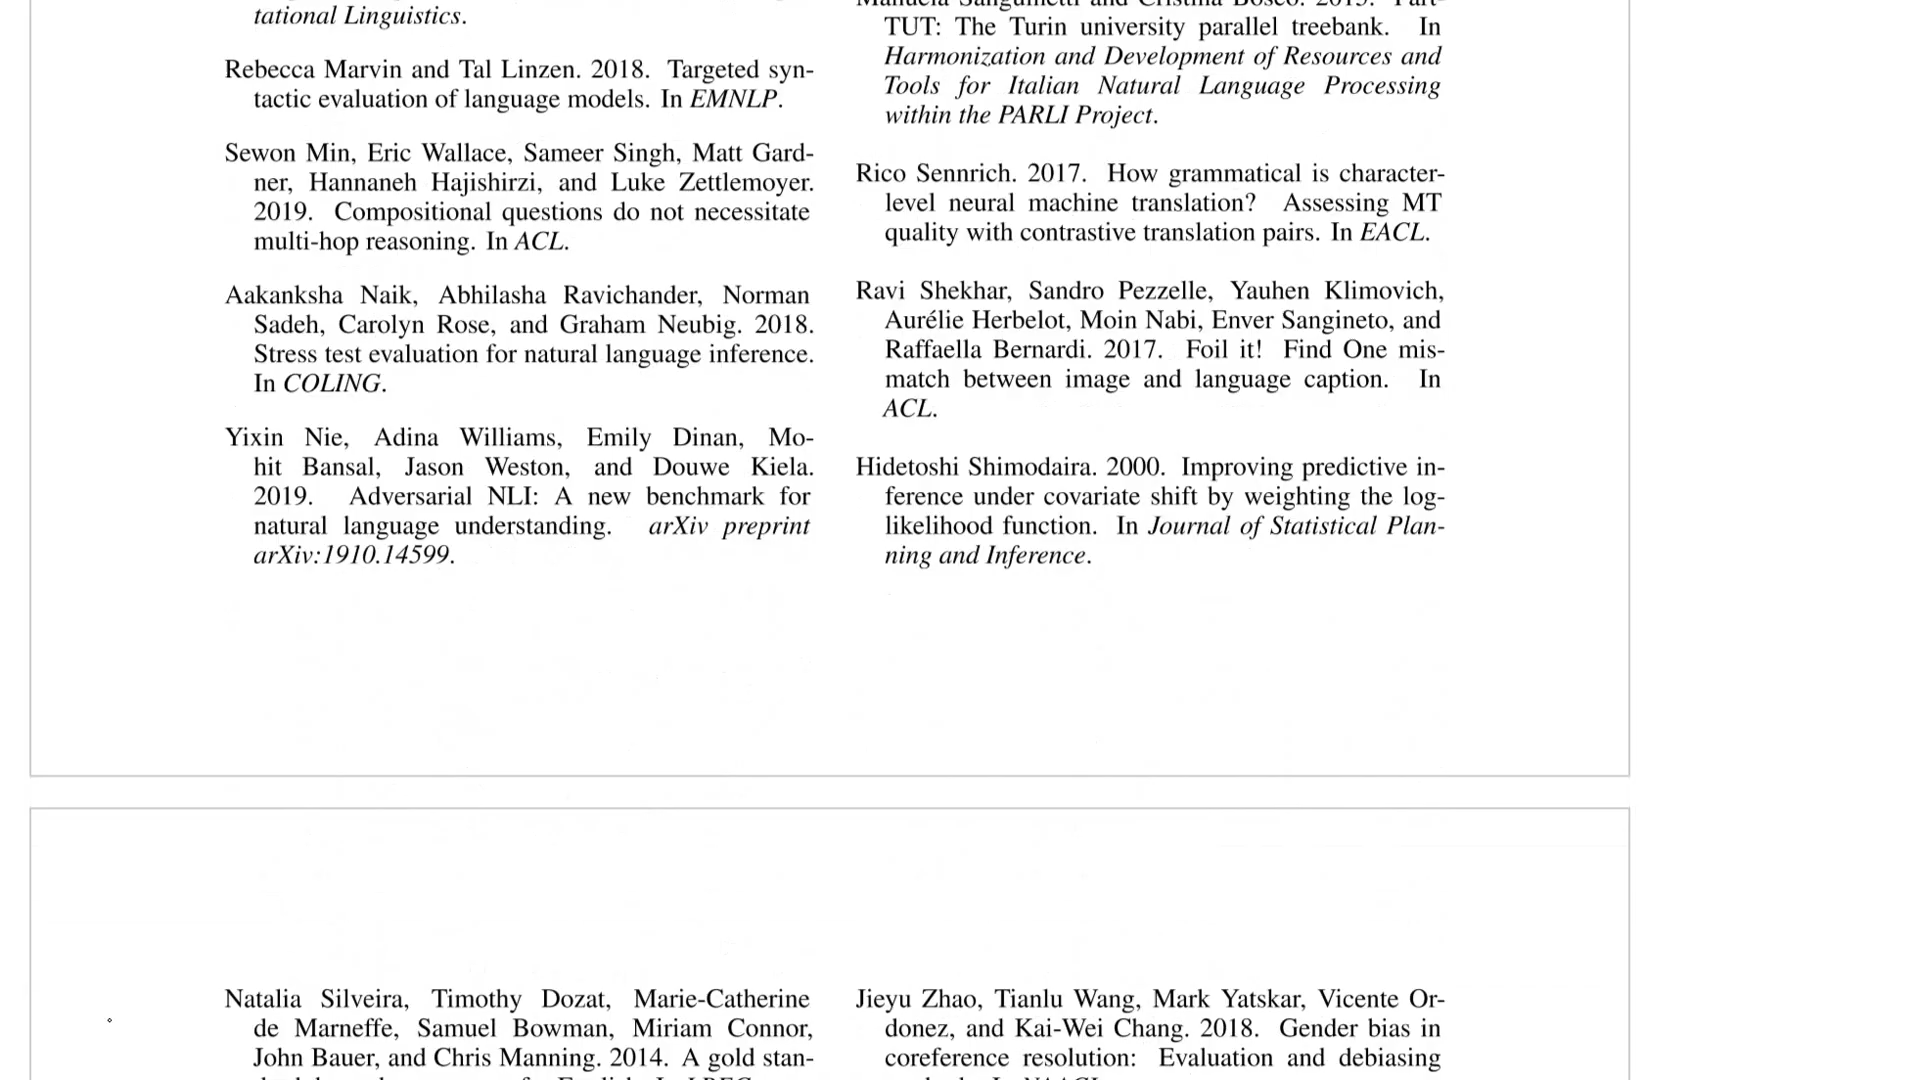 tational Linguistics.
Rebecca Marvin and Tal Linzen. 2018. Targeted syn-
tactic evaluation of language models. In EMNLP.
Sewon Min, Eric Wallace, Sameer Singh, Matt Gard-
ner, Hannaneh Hajishirzi, and Luke Zettlemoyer.
2019. Compositional questions do not necessitate
multi-hop reasoning. In ACL.
Aakanksha Naik, Abhilasha Ravichander, Norman
Sadeh, Carolyn Rose, and Graham Neubig. 2018.
Stress test evaluation for natural language inference.
In COLING.
Yixin Nie, Adina Williams, Emily Dinan, Mo-
hit Bansal, Jason Weston, and Douwe Kiela.
2019. Adversarial NLI: A new benchmark for
natural language understanding. arXiv preprint
arXiv:1910.14599.
TUT: The Turin university parallel treebank. In
Harmonization and Development of Resources and
Tools for Italian Natural Language Processing
within the PARLI Project.
Rico Sennrich. 2017. How grammatical is character-
level neural machine translation? Assessing MT
quality with contrastive translation pairs. In EACL.
Ravi Shekhar, Sandro Pezzelle, Yauhen Klimovich,
Aurélie Herbelot, Moin Nabi, Enver Sangineto, and
Raffaella Bernardi. 2017. Foil it! Find One mis-
match between image and language caption. In
ACL.
Hidetoshi Shimodaira. 2000. Improving predictive in-
ference under covariate shift by weighting the log-
likelihood function. In Journal of Statistical Plan-
ning and Inference.
Natalia Silveira, Timothy Dozat, Marie-Catherine
de Marneffe, Samuel Bowman, Miriam Connor,
John Bauer, and Chris Manning. 2014. A gold stan-
Jieyu Zhao, Tianlu Wang, Mark Yatskar, Vicente Or-
donez, and Kai-Wei Chang. 2018. Gender bias in
coreference resolution: Evaluation and debiasing